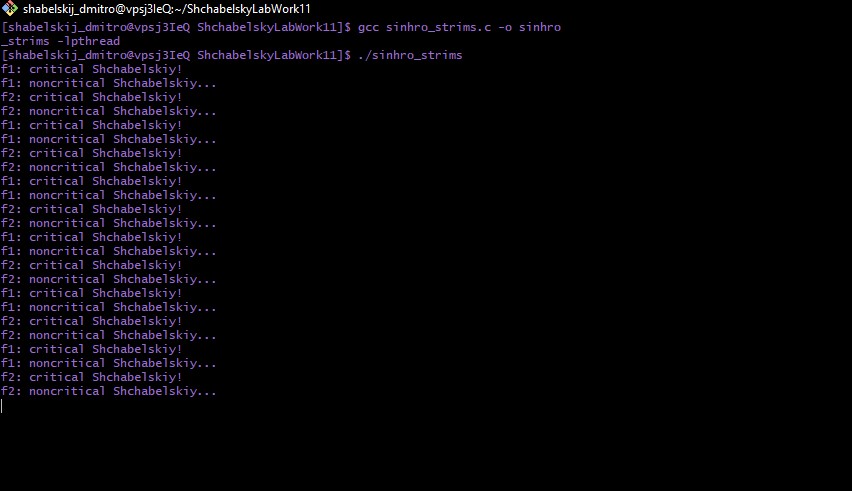 shabelskij_dmitro@vpsj3IeQ:~/ShchabelskyLabWork11
[shabelskij_dmitro@vpsj3IeQ ShchabelskyLabWork11]$ gcc sinhro_strims.c -o sinhro
_strims -lpthread
[shabelskij_dmitro@vpsj3IeQ ShchabelskyLabWork11]$ ./sinhro_strims
f1: critical Shchabelskiy!
f1: noncritical Shchabelskiy...
f2: critical Shchabelskiy!
f2: noncritical Shchabelskiy...
f1: critical Shchabelskiy!
f1: noncritical Shchabelskiy...
f2: critical Shchabelskiy!
f2: noncritical Shchabelskiy...
f1: critical Shchabelskiy!
f1: noncritical Shchabelskiy...
f2: critical Shchabelskiy!
f2: noncritical Shchabelskiy...
f1: critical Shchabelskiy!
f1: noncritical Shchabelskiy...
f2: critical Shchabelskiy!
f2: noncritical Shchabelskiy...
f1: critical Shchabelskiy!
f1: noncritical Shchabelskiy...
f2: critical Shchabelskiy!
f2: noncritical Shchabelskiy...
f1: critical Shchabelskiy!
f1: noncritical Shchabelskiy...
f2: critical Shchabelskiy!
f2: noncritical Shchabelskiy...